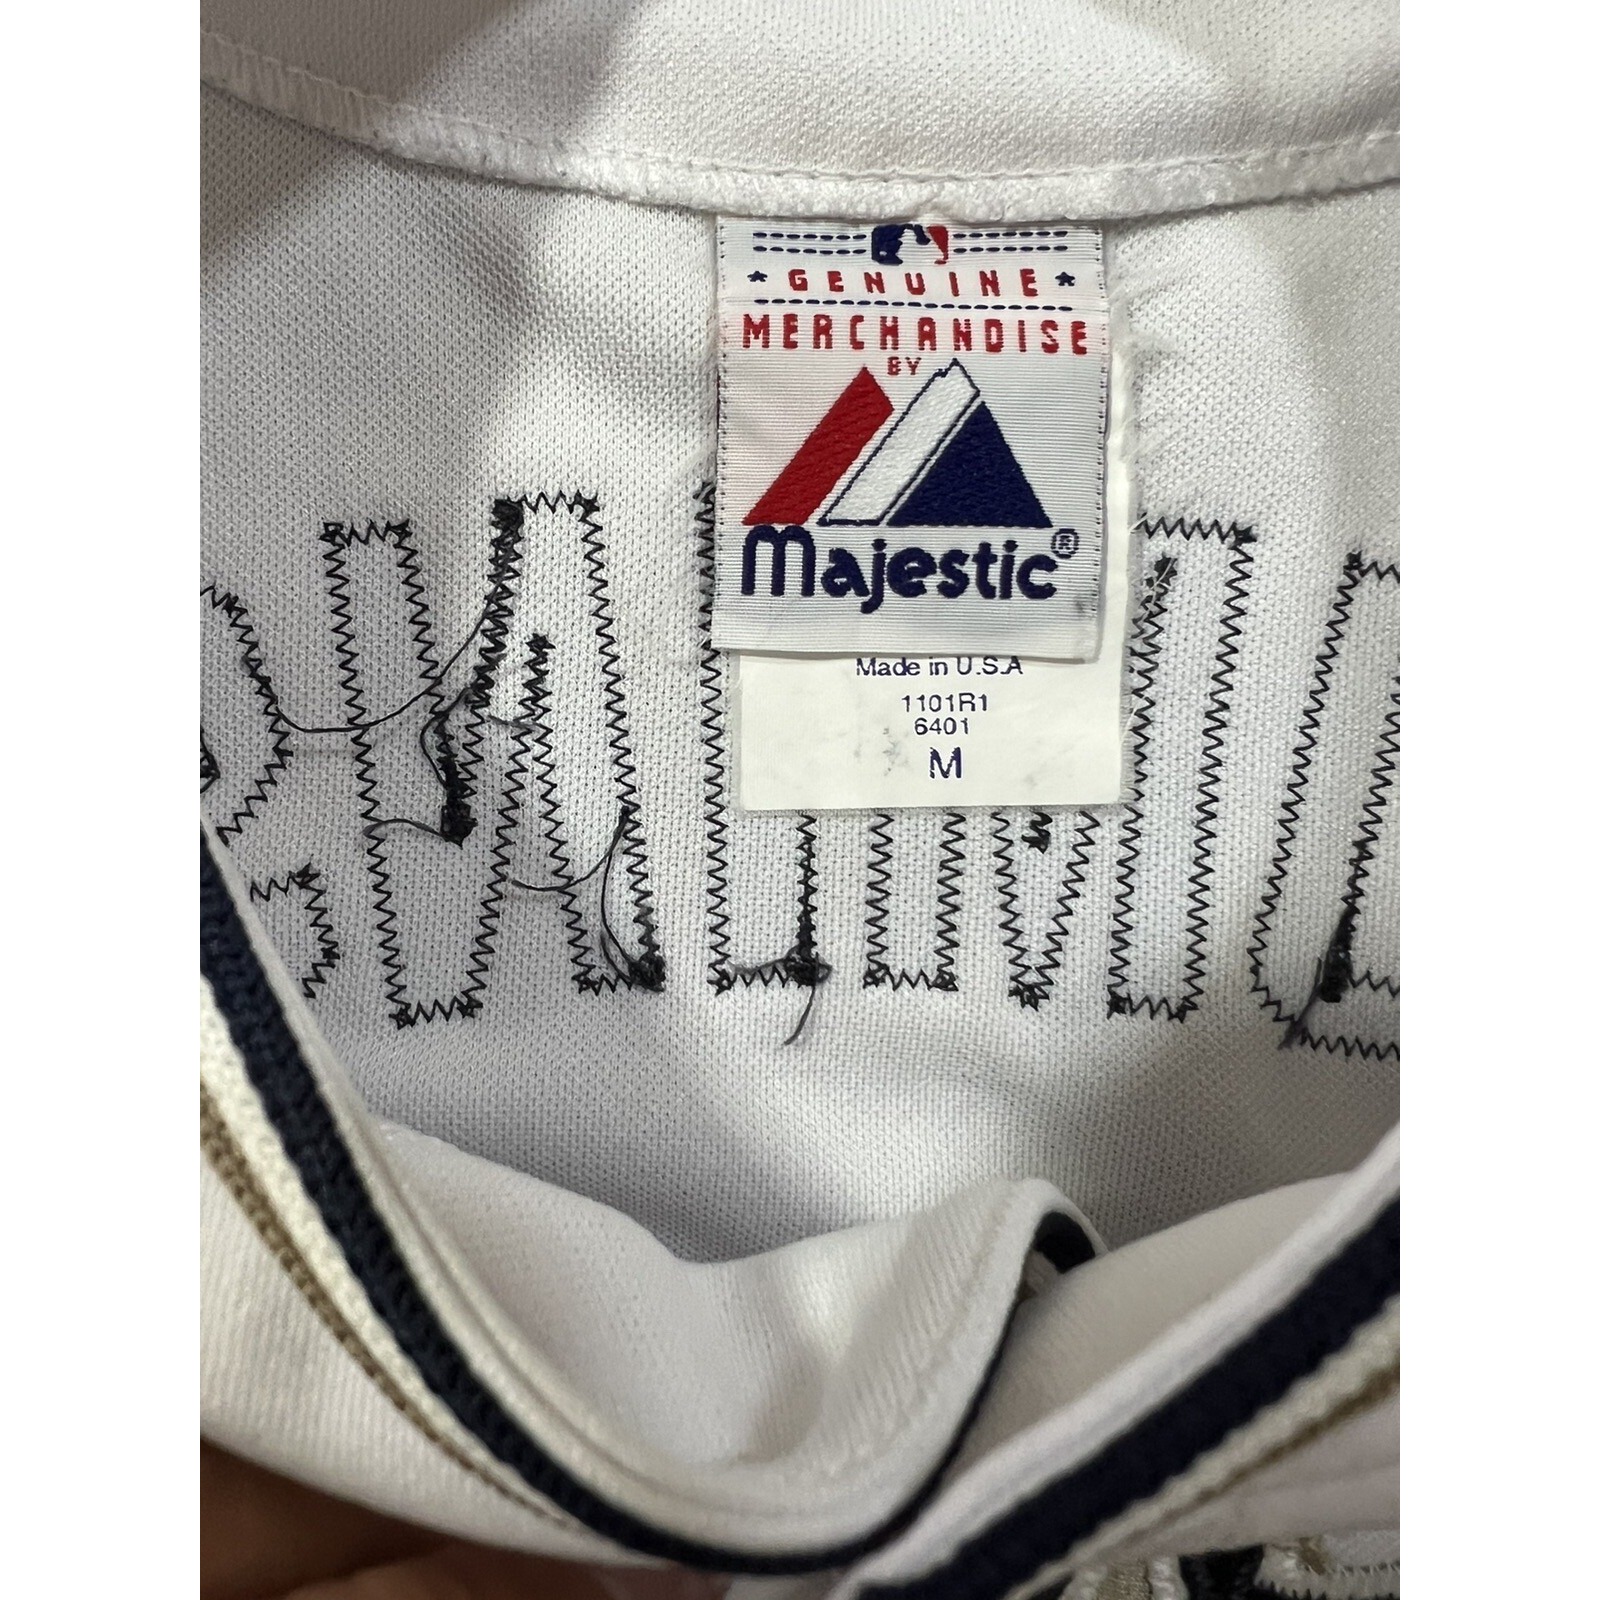 GENUINE
MERCHANDISE
BY
Majestic®
Made in U.S.A
1101R1
6401
M